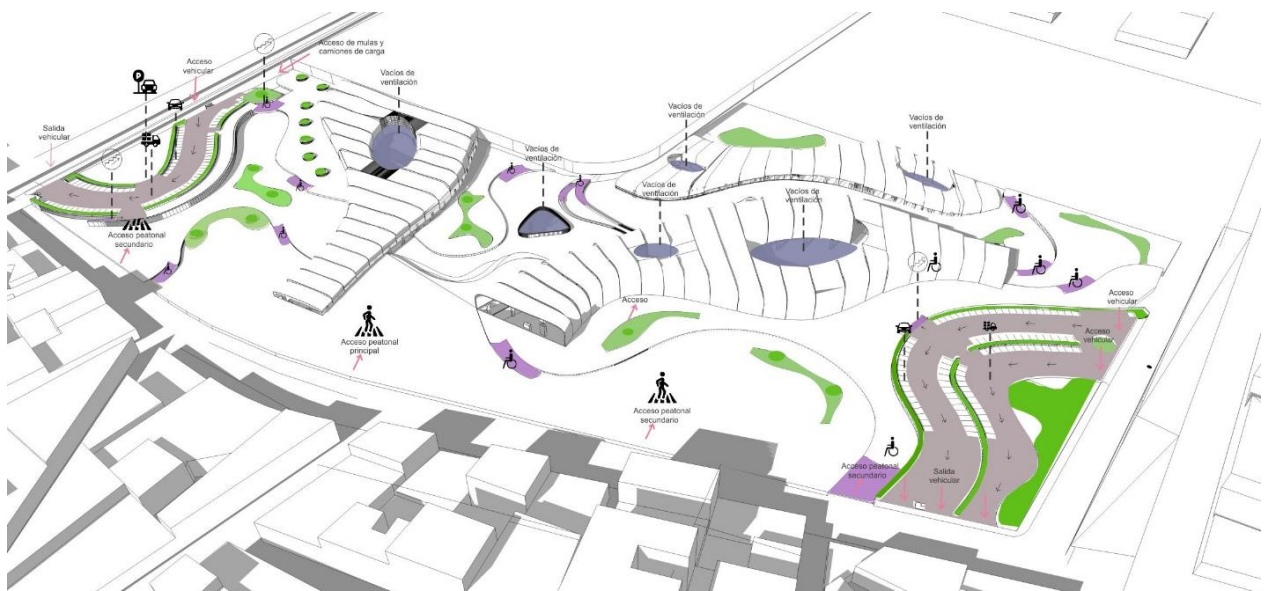 Acceso de mulas y
camiones de carga
Acceso
vehicular
P
Vacíos de
ventilación
Salida
vehicular
Vacíos de
ventilación
Vacíos de
ventilación
Vacíos de
ventilación
Vacíos de
ventilación
Vacíos de
ventilación
Acceso peatonal
secundario
Acceso
Acceso
vehicular
Acceso
vehicular
Acceso peatonal
principal
Acceso peatonal
secundario
Acceso peatonal
secundario
Salida
vehicular